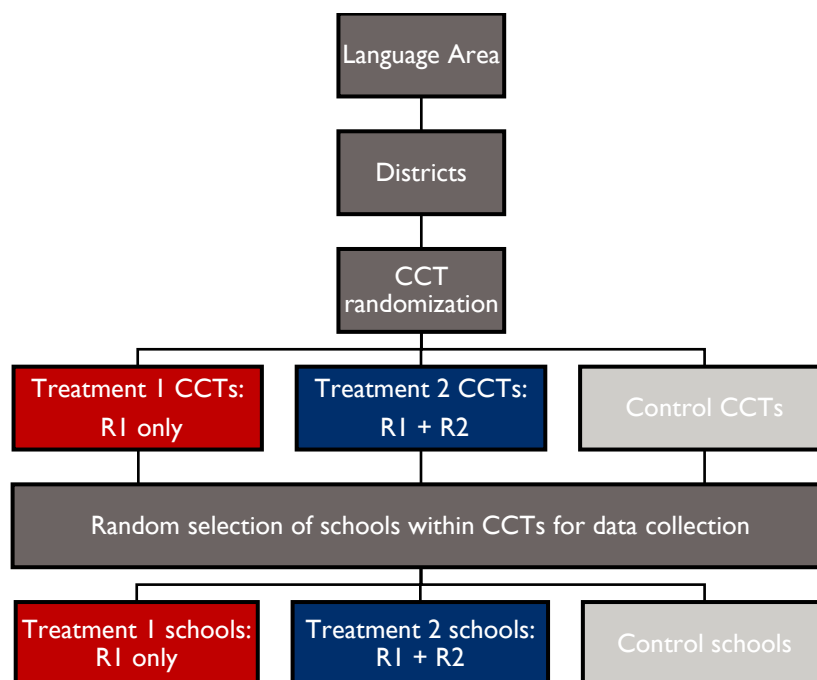 Language Area
Districts
CCT
randomization
Treatment 1 CCTs:
R1 only
Treatment 2 CCTs:
R1 + R2
Control CCTs
Random selection of schools within CCTs for data collection
Treatment 1 schools:
R1 only
Treatment 2 schools:
R1 + R2
Control schools